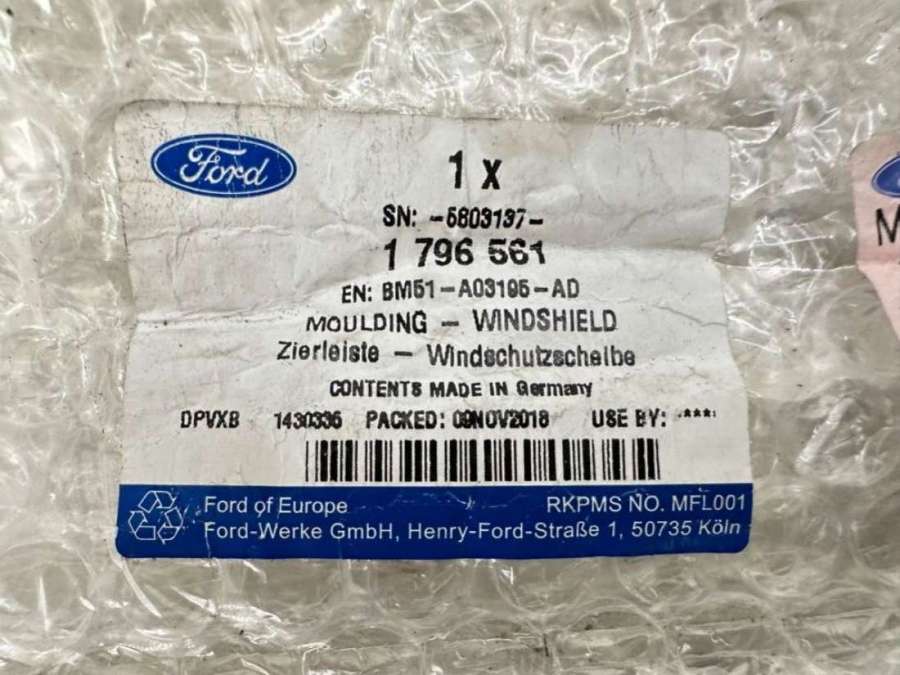 Ford
1 x
SN: -5803137-
1 796 561
EN: BM51-A03195-AD
MOULDING - WINDSHIELD
Zierleiste - Windschutzscheibe
CONTENTS MADE IN Germany
DPVXB 1430336 PACKED: 09NOV2018 USE BY: ****
Ford of Europe RKPMS NO. MFL001
Ford-Werke GmbH, Henry-Ford-Straße 1, 50735 Köln
M